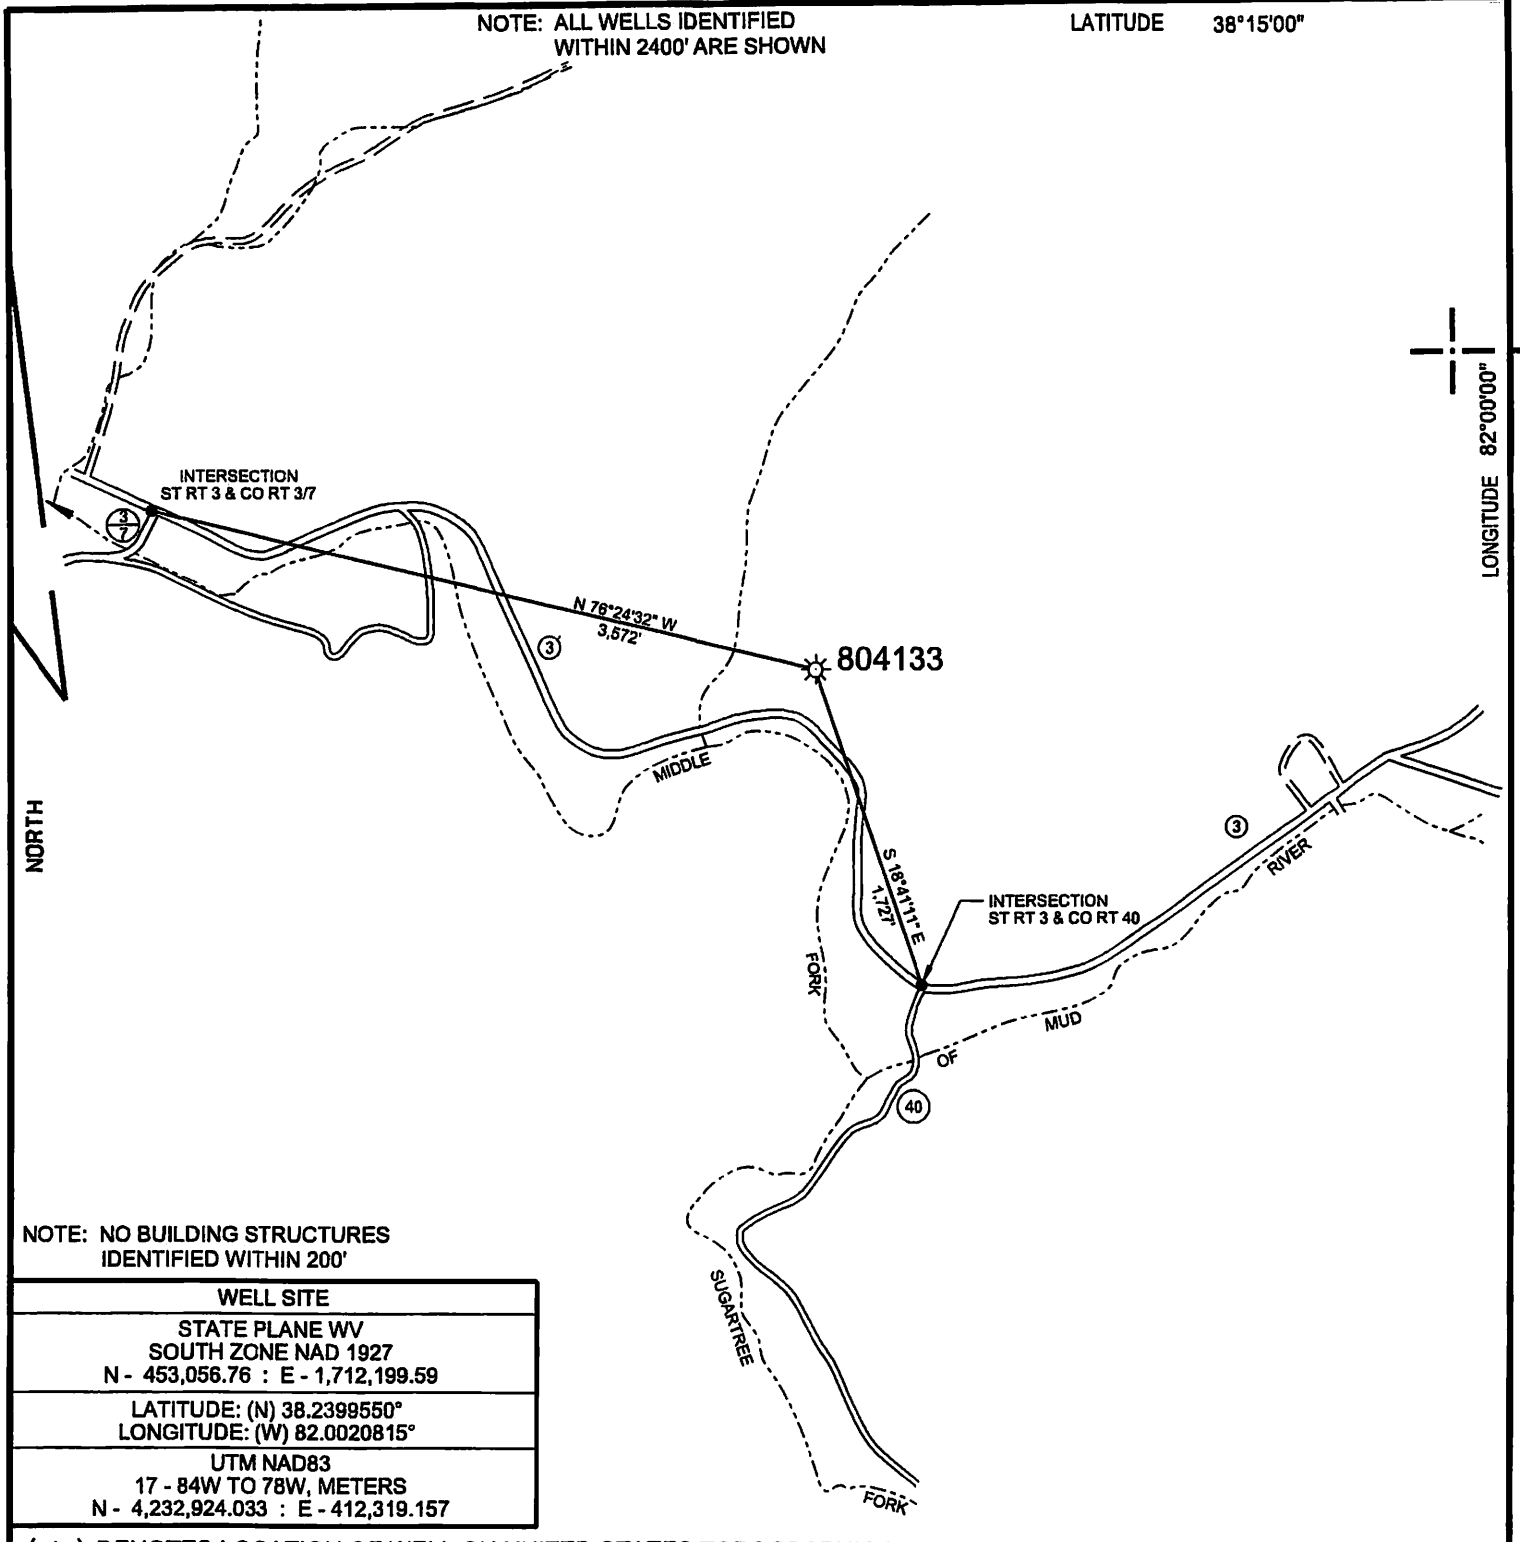 NOTE: ALL WELLS IDENTIFIED
WITHIN 2400' ARE SHOWN
LATITUDE 38°15'00"
LONGITUDE 82°00'00"
INTERSECTION
ST RT 3 & CO RT 3/7
3
7
N 76°24'32" W
3,572'
3
804133
MIDDLE
NORTH
3
RIVER
S 18°41'11" E
1,727'
INTERSECTION
ST RT 3 & CO RT 40
FORK
MUD
OF
40
NOTE: NO BUILDING STRUCTURES
IDENTIFIED WITHIN 200'
SUGARTREE
FORK
WELL SITE
STATE PLANE WV
SOUTH ZONE NAD 1927
N - 453,056.76 : E - 1,712,199.59
LATITUDE: (N) 38.2399550°
LONGITUDE: (W) 82.0020815°
UTM NAD83
17 - 84W TO 78W, METERS
N - 4,232,924.033 : E - 412,319.157